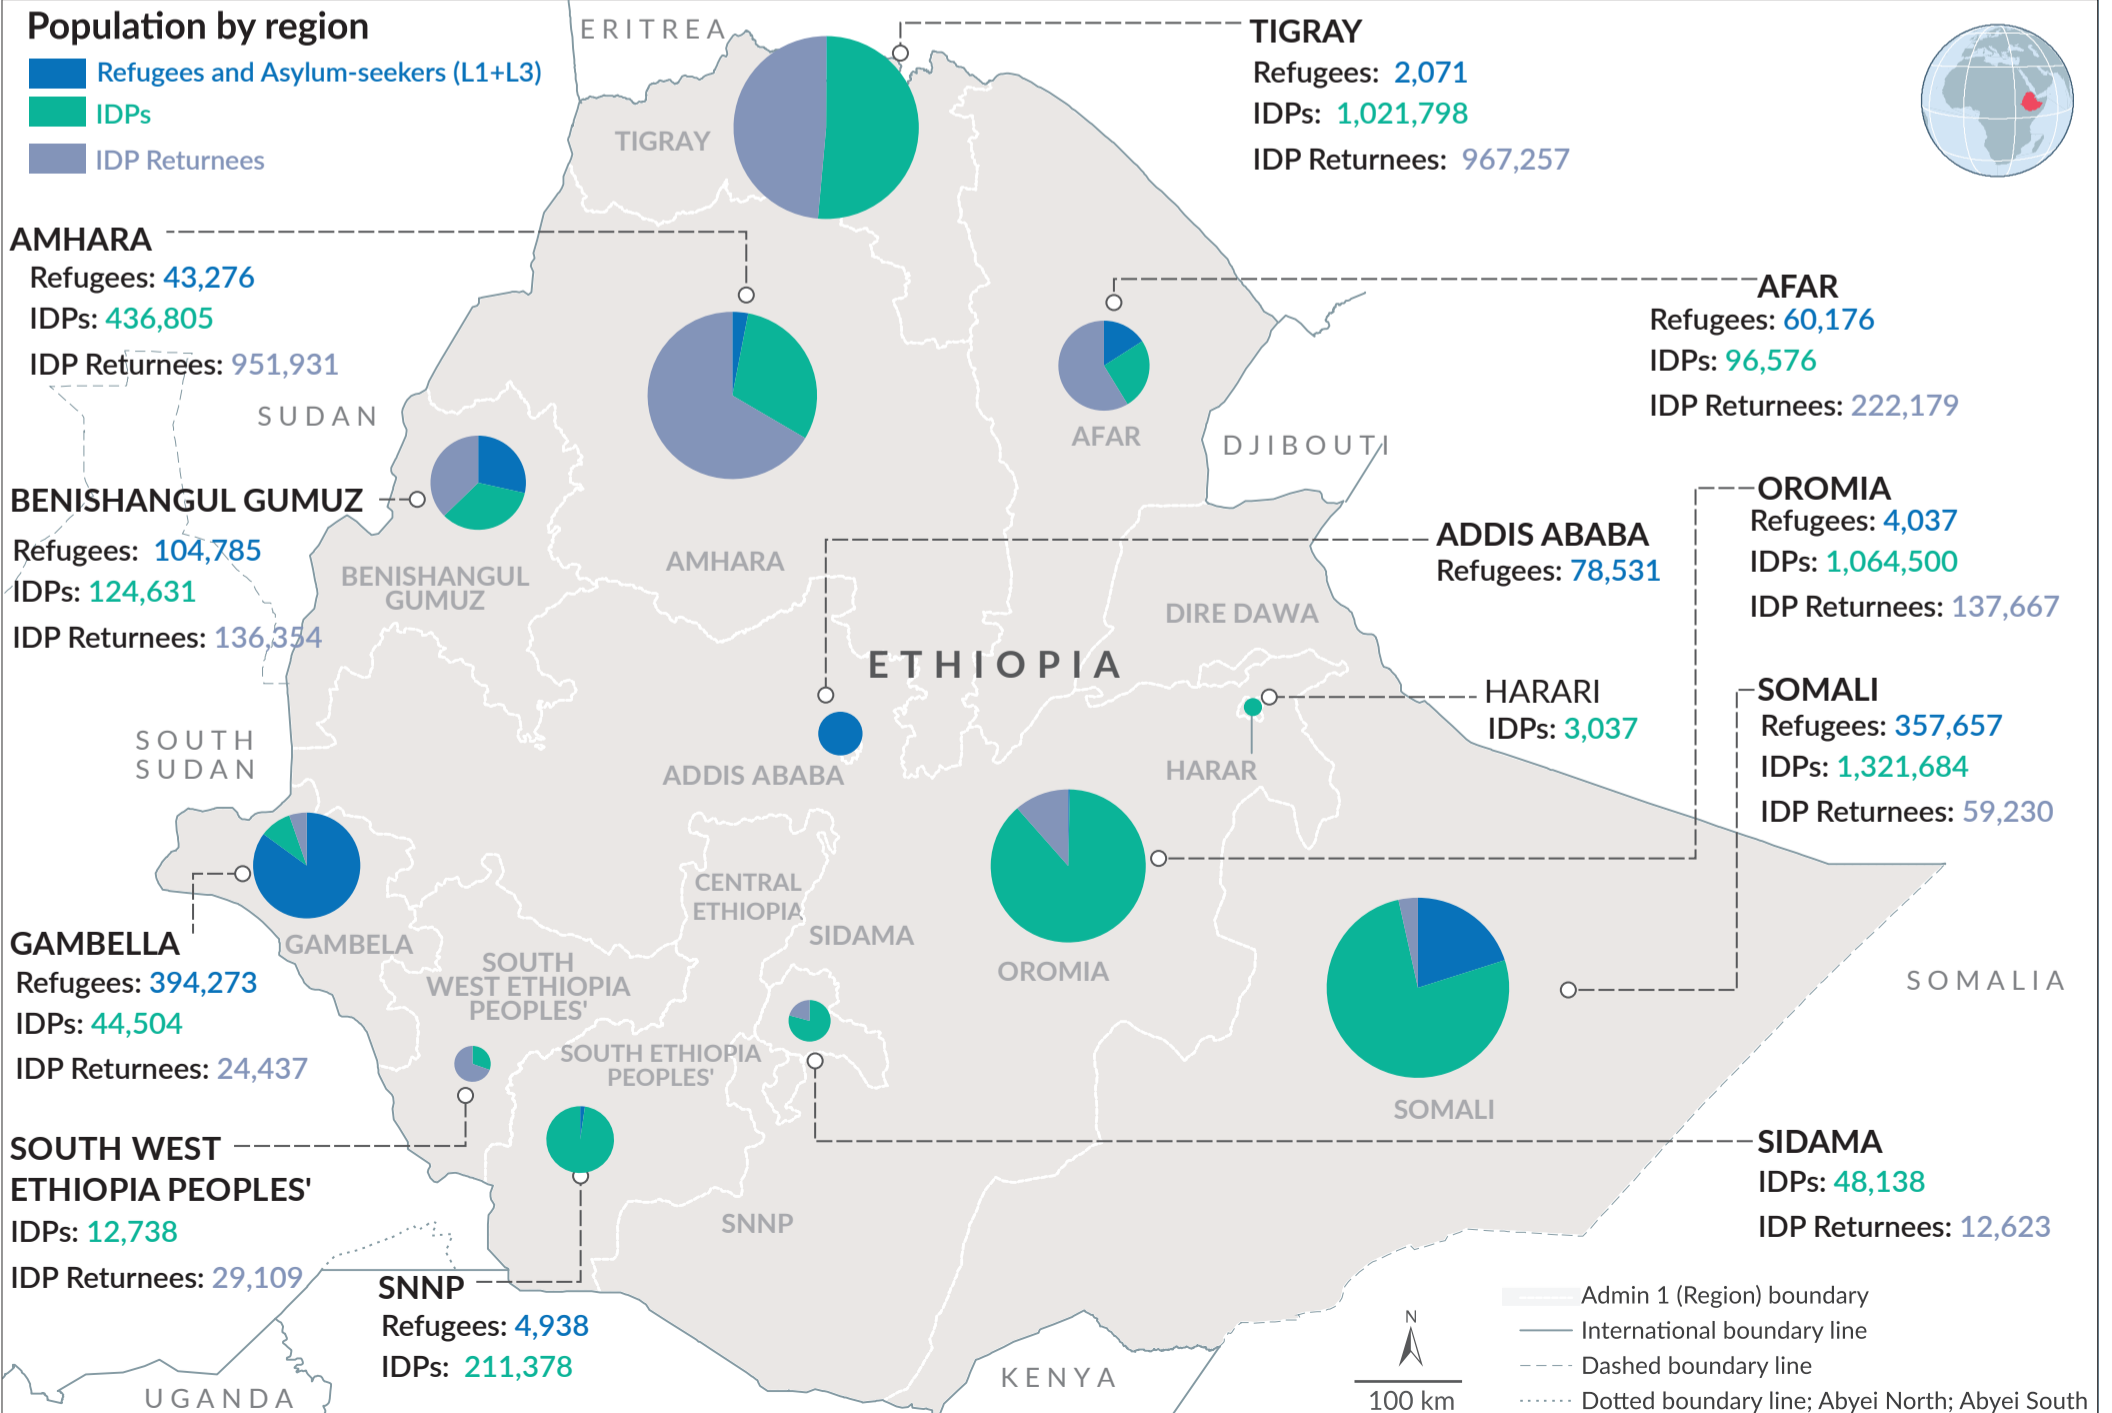 Population by region
Refugees and Asylum-seekers (L1+L3)
IDPs
IDP Returnees
ERITREA
TIGRAY
Refugees: 2,071
IDPs: 1,021,798
IDP Returnees: 967,257
TIGRAY
AMHARA
Refugees: 43,276
IDPs: 436,805
IDP Returnees: 951,931
AFAR
Refugees: 60,176
IDPs: 96,576
IDP Returnees: 222,179
SUDAN
AFAR
DJIBOUTI
BENISHANGUL GUMUZ
Refugees: 104,785
IDPs: 124,631
IDP Returnees: 136,354
BENISHANGUL
GUMUZ
AMHARA
ADDIS ABABA
Refugees: 78,531
OROMIA
Refugees: 4,037
IDPs: 1,064,500
IDP Returnees: 137,667
DIRE DAWA
ETHIOPIA
HARARI
IDPs: 3,037
SOMALI
Refugees: 357,657
IDPs: 1,321,684
IDP Returnees: 59,230
SOUTH
SUDAN
ADDIS ABABA
HARAR
CENTRAL
ETHIOPIA
SIDAMA
GAMBELLA
Refugees: 394,273
IDPs: 44,504
IDP Returnees: 24,437
GAMBELA
SOUTH
WEST ETHIOPIA
PEOPLES'
OROMIA
SOMALIA
SOUTH ETHIOPIA
PEOPLES'
SOMALI
SOUTH WEST
ETHIOPIA PEOPLES'
IDPs: 12,738
IDP Returnees: 29,109
SIDAMA
IDPs: 48,138
IDP Returnees: 12,623
SNNP
SNNP
Refugees: 4,938
IDPs: 211,378
UGANDA
KENYA
N
100 km
Admin 1 (Region) boundary
International boundary line
Dashed boundary line
Dotted boundary line; Abyei North; Abyei South